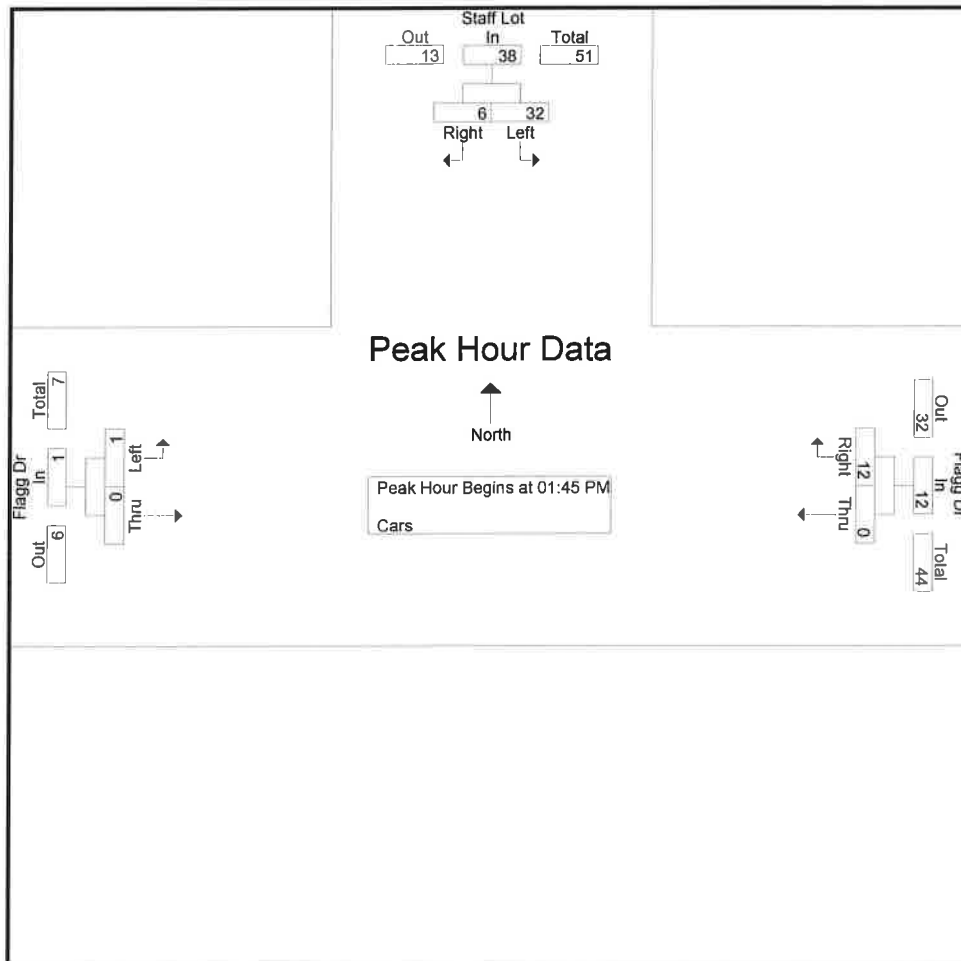 Staff Lot
Out In Total
13 38 51
6 32
Right Left
Peak Hour Data
North
Peak Hour Begins at 01:45 PM
Cars
Flagg Dr
Total In Out
7 1 6
1 0
Left Thru
Right Thru
12 0
Out In Total
32 12 44
Flagg Dr